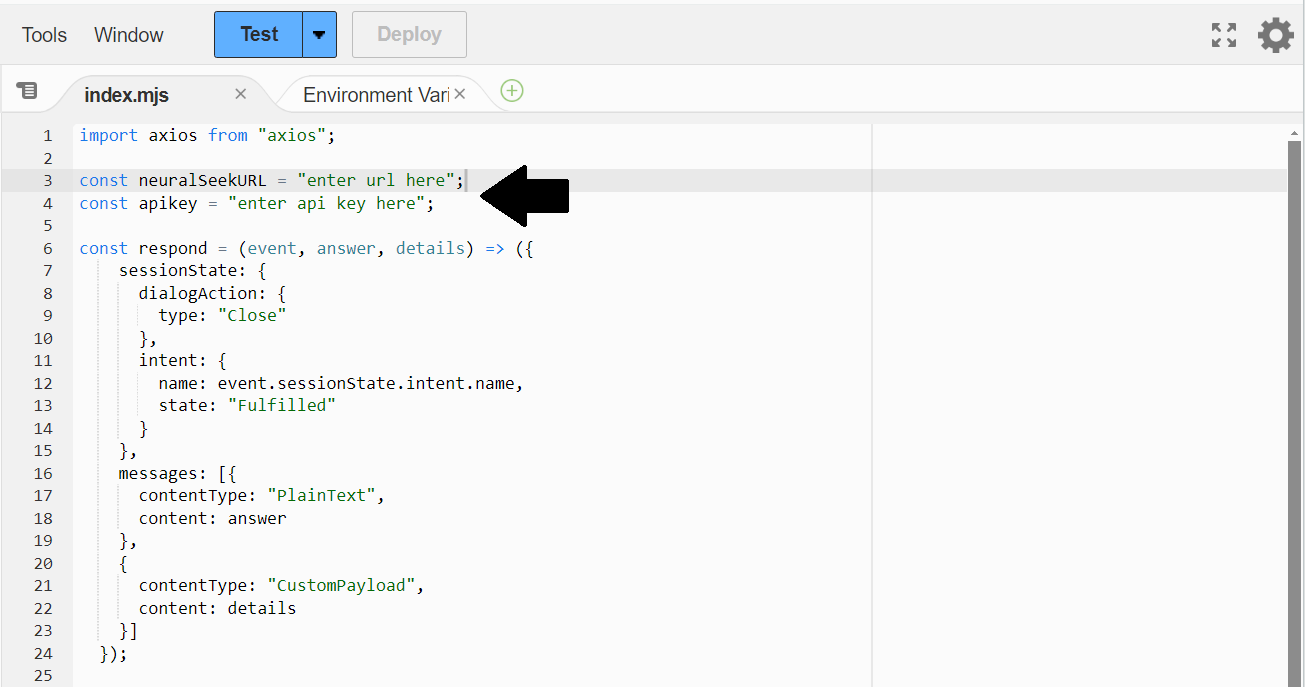 Tools Window Test Deploy
index.mjs Environment Vari
1 import axios from "axios";
2
3 const neuralSeekURL = "enter url here";
4 const apikey = "enter api key here";
5
6 const respond = (event, answer, details) => ({
7 sessionState: {
8 dialogAction: {
9 type: "Close"
10 },
11 intent: {
12 name: event.sessionState.intent.name,
13 state: "Fulfilled"
14 }
15 },
16 messages: [{
17 contentType: "PlainText",
18 content: answer
19 },
20 {
21 contentType: "CustomPayload",
22 content: details
23 }]
24 });
25